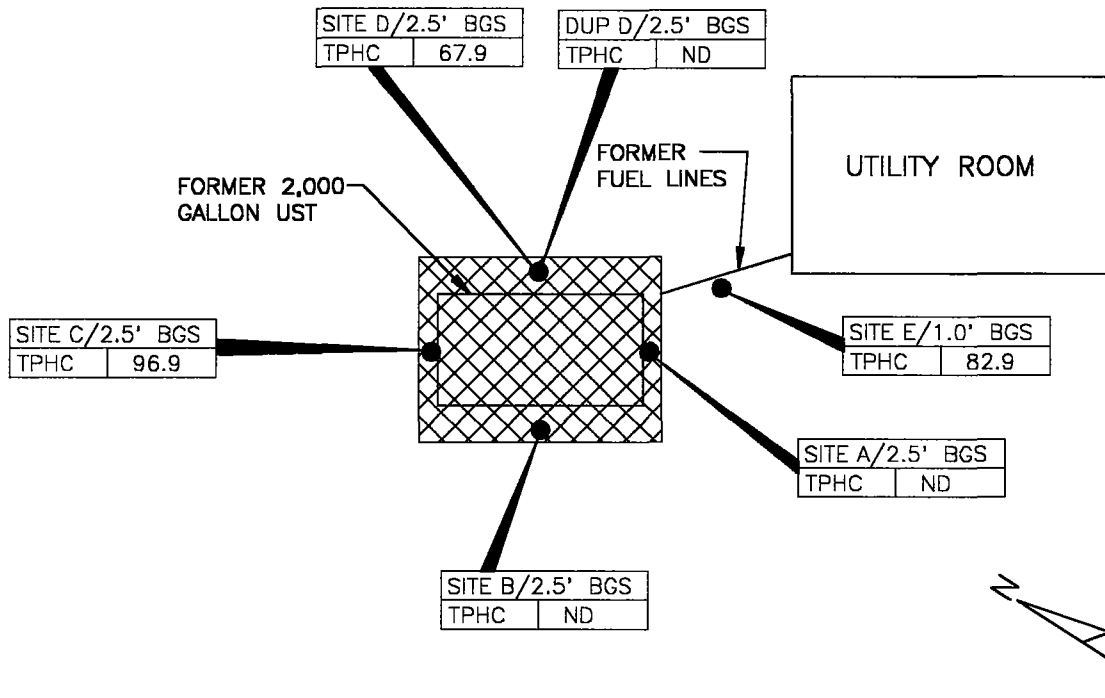 SITE D/2.5' BGS
TPHC 67.9
DUP D/2.5' BGS
TPHC ND
FORMER
FUEL LINES
UTILITY ROOM
FORMER 2,000
GALLON UST
SITE C/2.5' BGS
TPHC 96.9
SITE E/1.0' BGS
TPHC 82.9
SITE A/2.5' BGS
TPHC ND
SITE B/2.5' BGS
TPHC ND
N